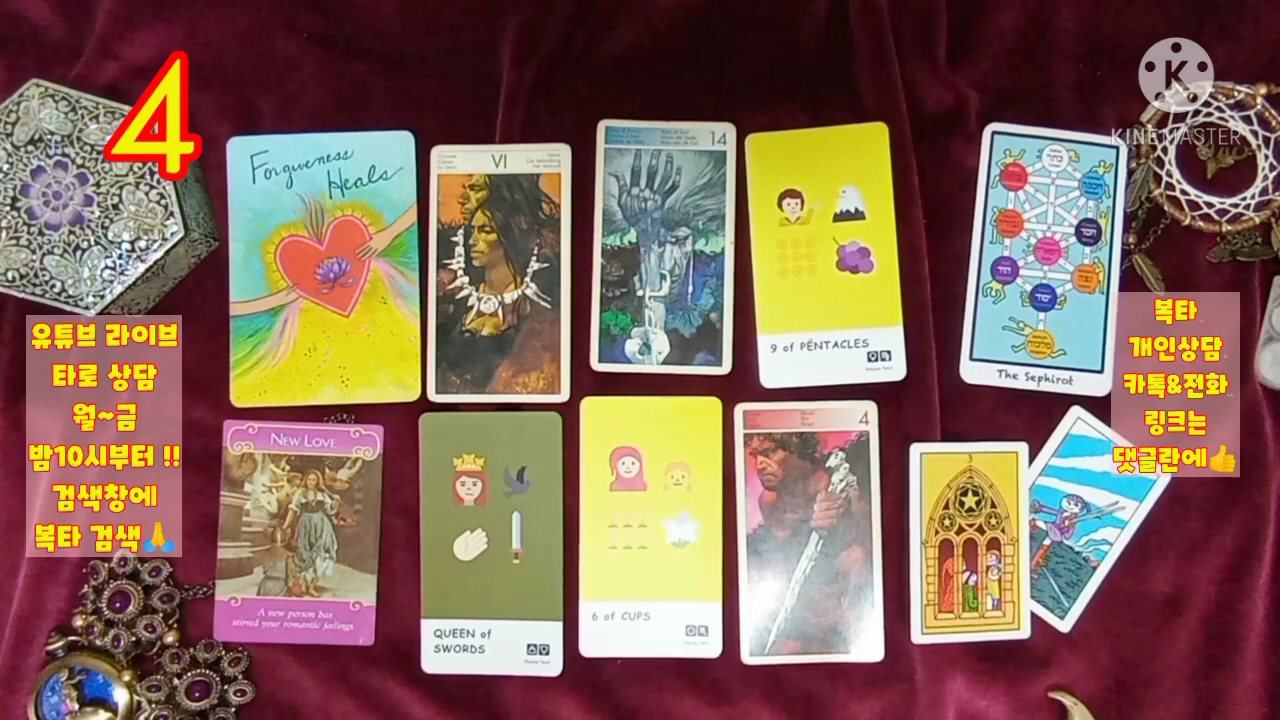 4
K
KINEMASTER
Forgiveness
Heals
VI
14
9 of PENTACLES
The Sephirot
유튜브 라이브
타로 상담
월~금
밤10시부터 !!
검색창에
복타 검색🙏
복타
개인상담
카톡&전화
링크는
댓글란에👍
NEW LOVE
A new person has
stirred your romantic feelings.
QUEEN of
SWORDS
6 of CUPS
4
3